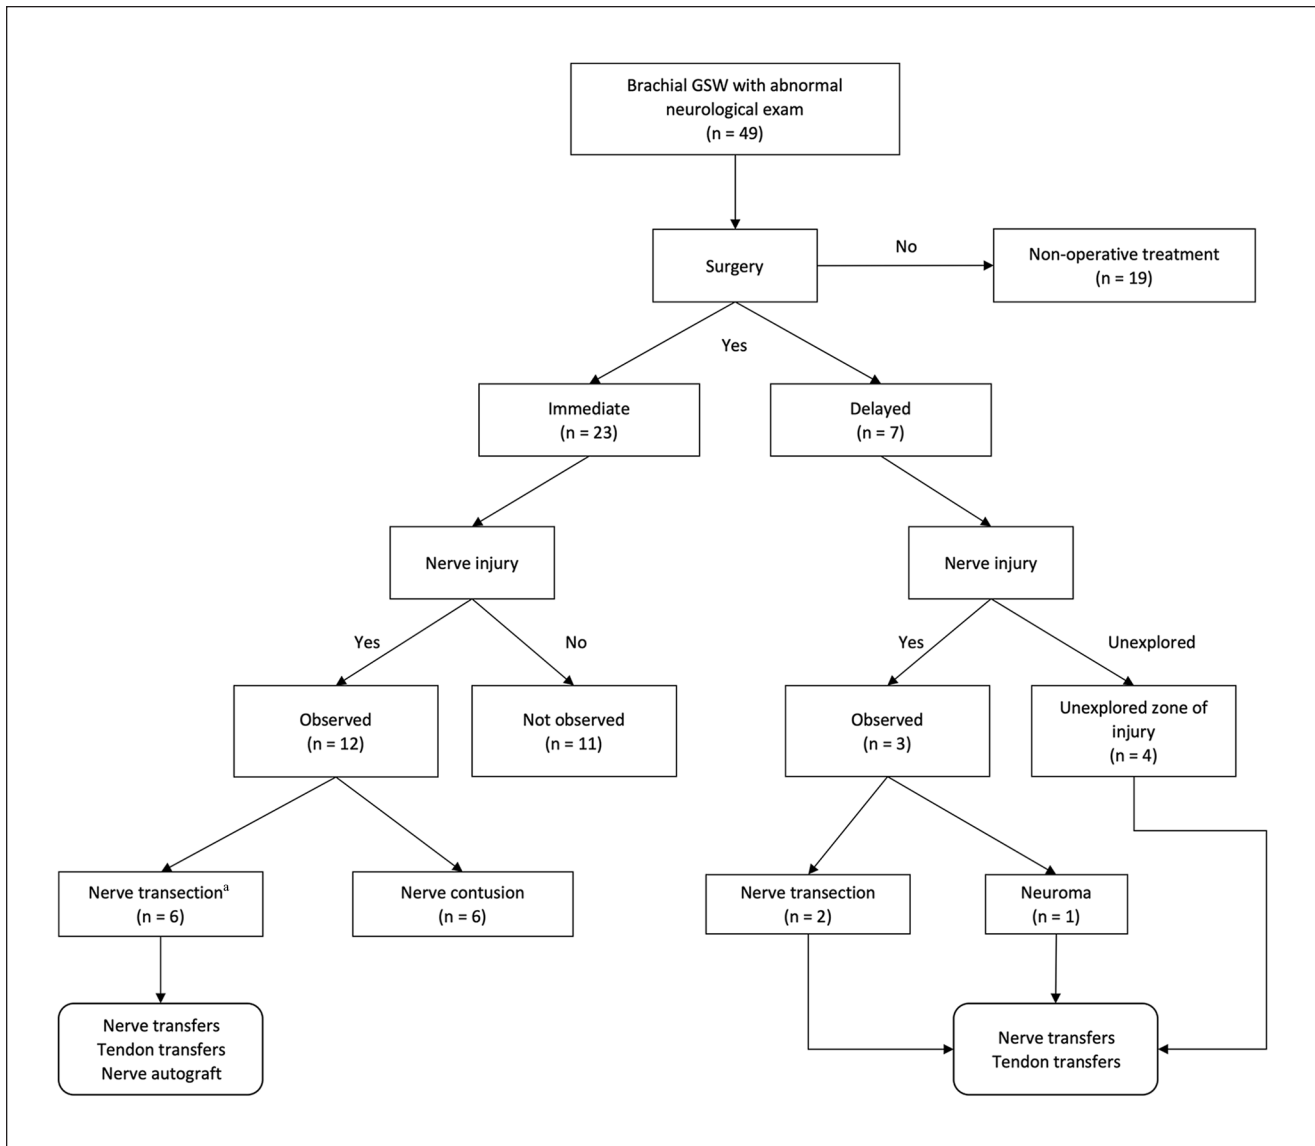 Brachial GSW with abnormal
neurological exam
(n = 49)
Surgery
No
Non-operative treatment
(n = 19)
Yes
Immediate
(n = 23)
Delayed
(n = 7)
Nerve injury
Nerve injury
Yes
No
Yes
Unexplored
Observed
(n = 12)
Not observed
(n = 11)
Observed
(n = 3)
Unexplored zone of
injury
(n = 4)
Nerve transectionᵃ
(n = 6)
Nerve contusion
(n = 6)
Nerve transection
(n = 2)
Neuroma
(n = 1)
Nerve transfers
Tendon transfers
Nerve autograft
Nerve transfers
Tendon transfers